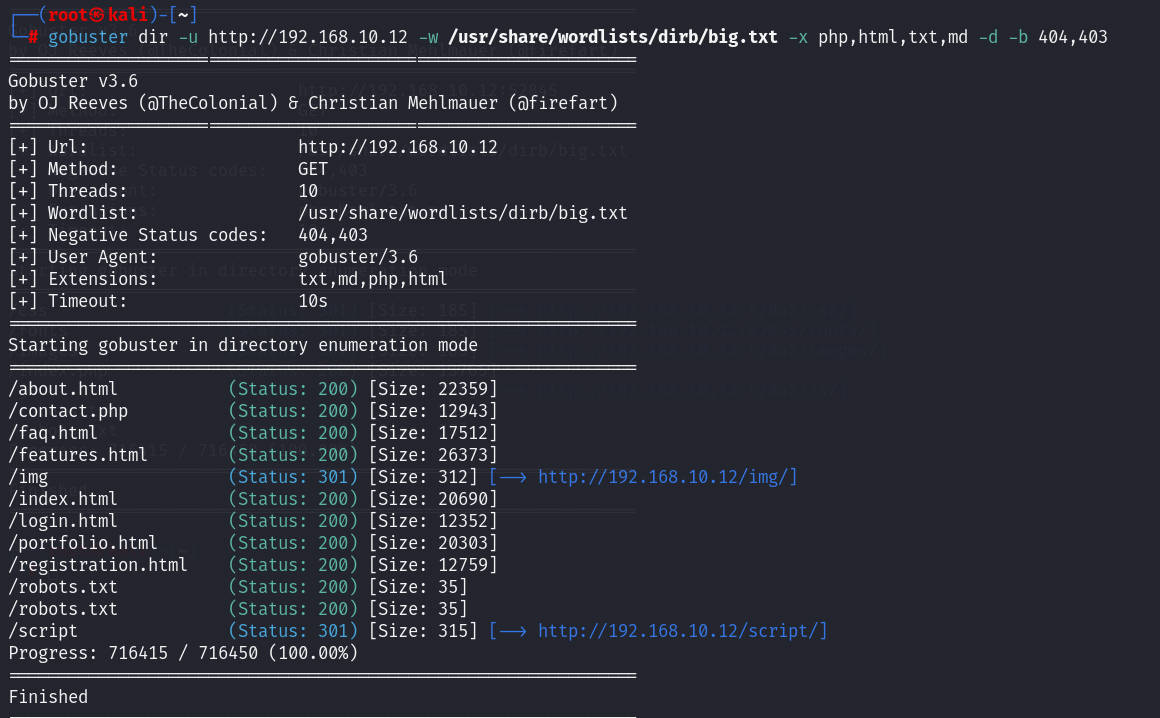 ┌──(root㉿kali)-[~]
└─# gobuster dir -u http://192.168.10.12 -w /usr/share/wordlists/dirb/big.txt -x php,html,txt,md -d -b 404,403
===============================================================
Gobuster v3.6
by OJ Reeves (@TheColonial) & Christian Mehlmauer (@firefart)
===============================================================
[+] Url:                     http://192.168.10.12
[+] Method:                  GET
[+] Threads:                 10
[+] Wordlist:                /usr/share/wordlists/dirb/big.txt
[+] Negative Status codes:   404,403
[+] User Agent:              gobuster/3.6
[+] Extensions:              txt,md,php,html
[+] Timeout:                 10s
===============================================================
Starting gobuster in directory enumeration mode
===============================================================
/about.html           (Status: 200) [Size: 22359]
/contact.php          (Status: 200) [Size: 12943]
/faq.html             (Status: 200) [Size: 17512]
/features.html        (Status: 200) [Size: 26373]
/img                  (Status: 301) [Size: 312] [--> http://192.168.10.12/img/]
/index.html           (Status: 200) [Size: 20690]
/login.html           (Status: 200) [Size: 12352]
/portfolio.html       (Status: 200) [Size: 20303]
/registration.html    (Status: 200) [Size: 12759]
/robots.txt           (Status: 200) [Size: 35]
/robots.txt           (Status: 200) [Size: 35]
/script               (Status: 301) [Size: 315] [--> http://192.168.10.12/script/]
Progress: 716415 / 716450 (100.00%)
===============================================================
Finished
===============================================================